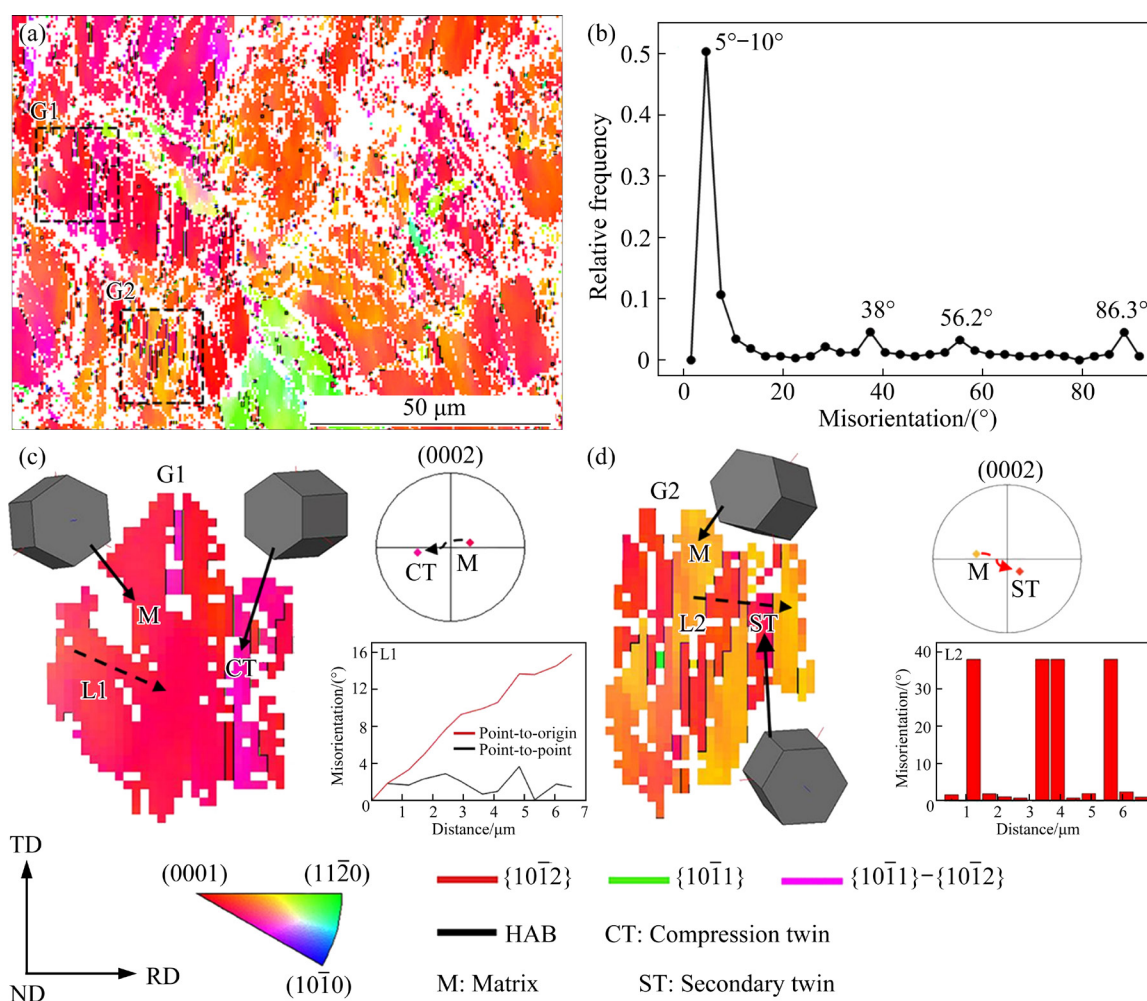 (a)
G1
G2
50 μm
(b)
Relative frequency
0.5
0.4
0.3
0.2
0.1
0
5°−10°
38°
56.2°
86.3°
0 20 40 60 80
Misorientation/(°)
(c)
G1
M
CT
L1
(0002)
CT
M
L1
Misorientation/(°)
16
12
8
4
0
Point-to-origin
Point-to-point
1 2 3 4 5 6 7
Distance/μm
(d)
G2
M
L2
ST
(0002)
M
ST
L2
Misorientation/(°)
40
30
20
10
0
1 2 3 4 5 6
Distance/μm
TD
ND
RD
(0001)
(112̄0)
(101̄0)
{101̄2}
{101̄1}
{101̄1}−{101̄2}
HAB
CT: Compression twin
M: Matrix
ST: Secondary twin